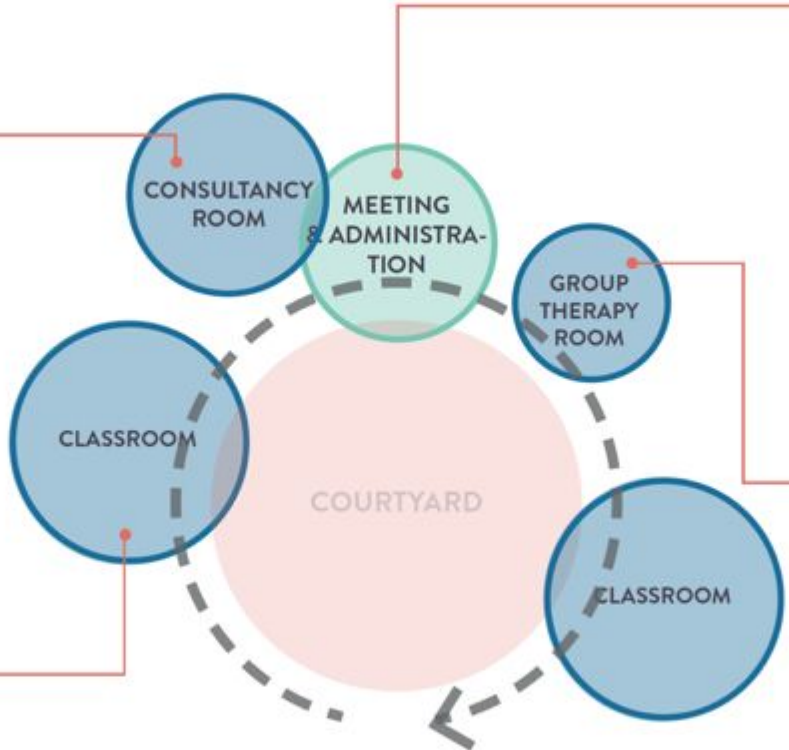 CONSULTANCY
ROOM
MEETING
& ADMINISTRA-
TION
GROUP
THERAPY
ROOM
CLASSROOM
COURTYARD
CLASSROOM